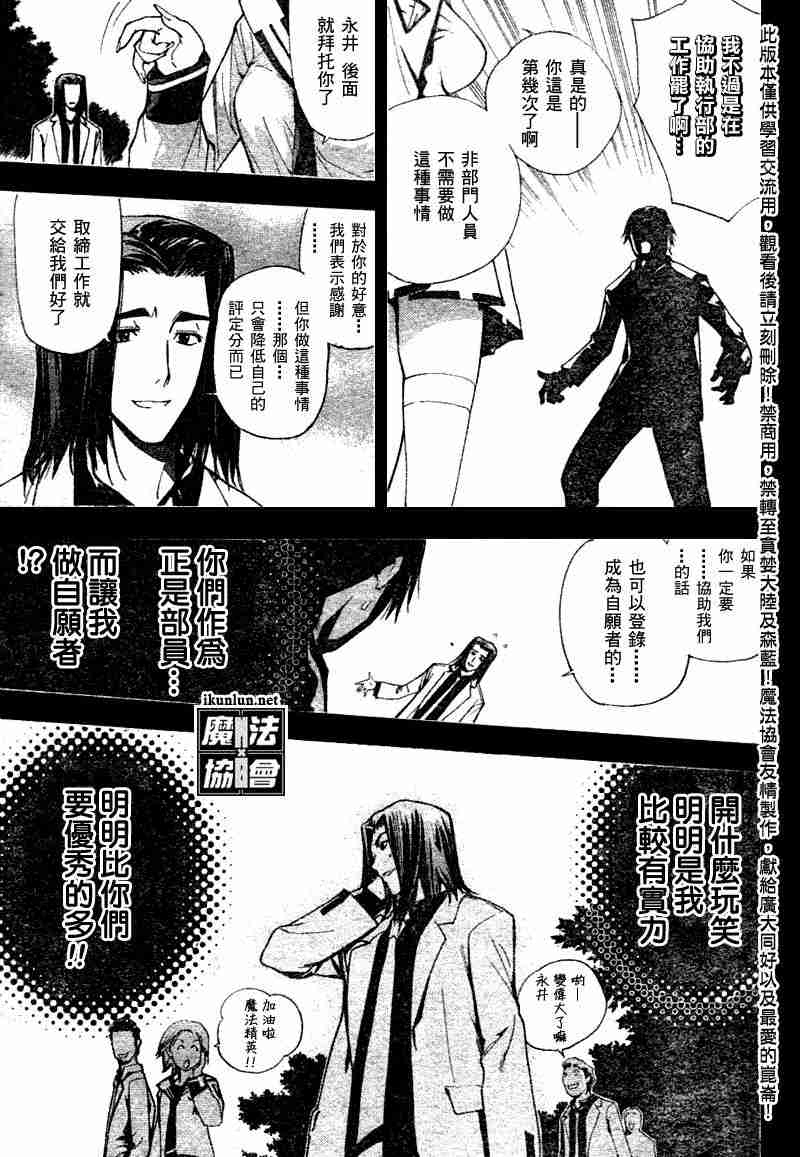 我不過是在
協助執行部的
工作罷了啊…
真是的──
你這是
第幾次了啊
非部門人員
不需要做
這種事情
永井 後面
就拜托你了
對於你的好意…
……我們表示感謝
但你做這種事情
……那個…
只會降低自己的
評定分而已
取締工作就
交給我們好了
如果
你一定要
……協助我們
…的話
也可以登錄…
成為自願者的…
你們作為
正是部員…
而讓我
做自願者
!?
開什麼玩笑
明明是我
比較有實力
明明比你們
要優秀的多!!
喲──
變偉大了嘛
永井
加油啦
魔法精英!!
ikunlun.net
魔法
協會
此版本僅供學習交流用，觀看後請立刻刪除！禁商用，禁轉至貪婪大陸及森藍！魔法協會友情製作，獻給廣大同好以及最愛的崑崙！